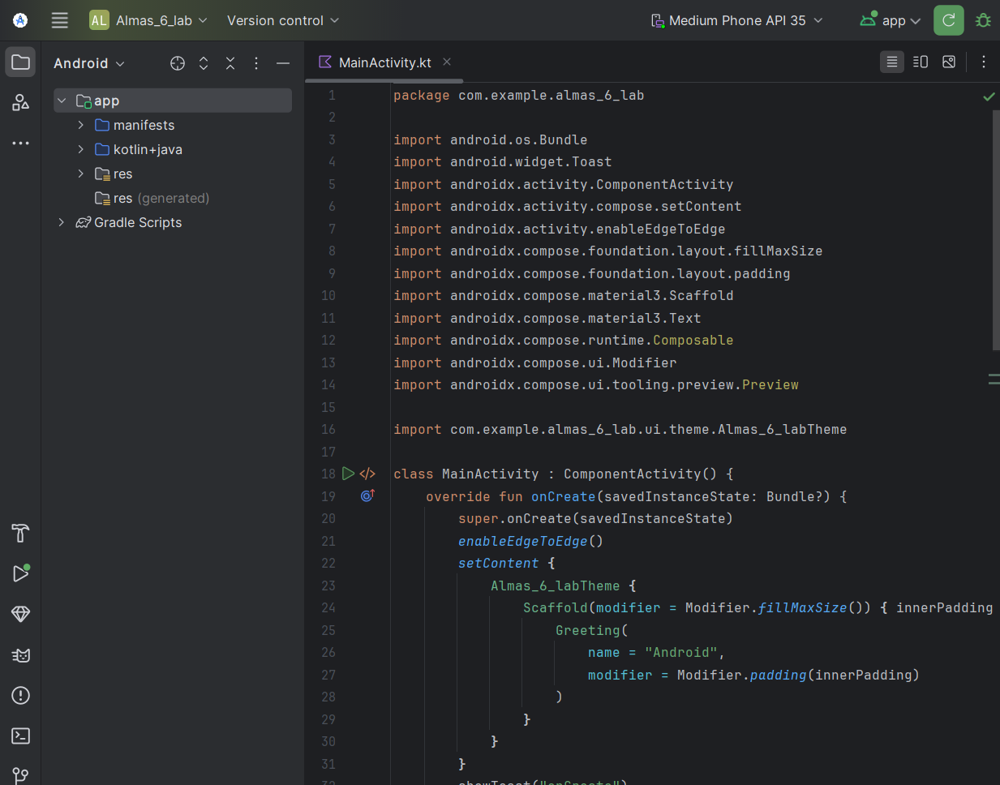 AL Almas_6_lab Version control Medium Phone API 35 app
Android
MainActivity.kt
app
manifests
kotlin+java
res
res (generated)
Gradle Scripts
1 package com.example.almas_6_lab
2
3 import android.os.Bundle
4 import android.widget.Toast
5 import androidx.activity.ComponentActivity
6 import androidx.activity.compose.setContent
7 import androidx.activity.enableEdgeToEdge
8 import androidx.compose.foundation.layout.fillMaxSize
9 import androidx.compose.foundation.layout.padding
10 import androidx.compose.material3.Scaffold
11 import androidx.compose.material3.Text
12 import androidx.compose.runtime.Composable
13 import androidx.compose.ui.Modifier
14 import androidx.compose.ui.tooling.preview.Preview
15
16 import com.example.almas_6_lab.ui.theme.Almas_6_labTheme
17
18 class MainActivity : ComponentActivity() {
19 override fun onCreate(savedInstanceState: Bundle?) {
20 super.onCreate(savedInstanceState)
21 enableEdgeToEdge()
22 setContent {
23 Almas_6_labTheme {
24 Scaffold(modifier = Modifier.fillMaxSize()) { innerPadding
25 Greeting(
26 name = "Android",
27 modifier = Modifier.padding(innerPadding)
28 )
29 }
30 }
31 }
32 showToast("onCreate")